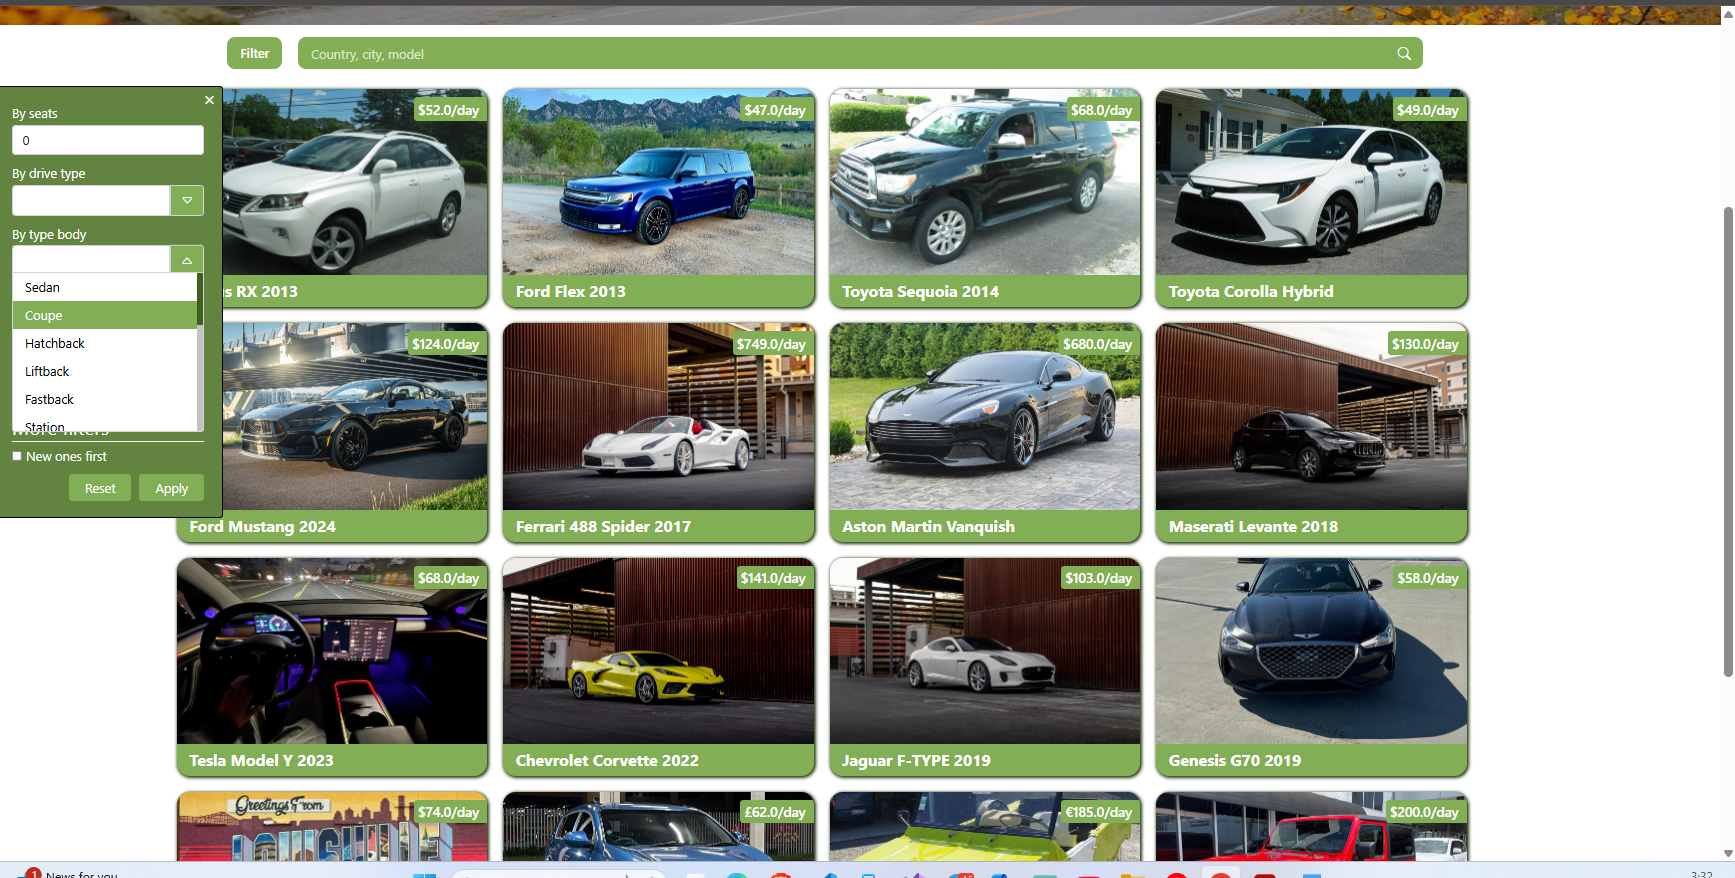 Filter
Country, city, model
By seats
0
By drive type
By type body
Sedan
Coupe
Hatchback
Liftback
Fastback
Station
More filters
New ones first
Reset
Apply
$52.0/day
s RX 2013
$47.0/day
Ford Flex 2013
$68.0/day
Toyota Sequoia 2014
$49.0/day
Toyota Corolla Hybrid
$124.0/day
Ford Mustang 2024
$749.0/day
Ferrari 488 Spider 2017
$680.0/day
Aston Martin Vanquish
$130.0/day
Maserati Levante 2018
$68.0/day
Tesla Model Y 2023
$141.0/day
Chevrolet Corvette 2022
$103.0/day
Jaguar F-TYPE 2019
$58.0/day
Genesis G70 2019
Greetings From
$74.0/day
£62.0/day
€185.0/day
$200.0/day
1
News for you
3:32